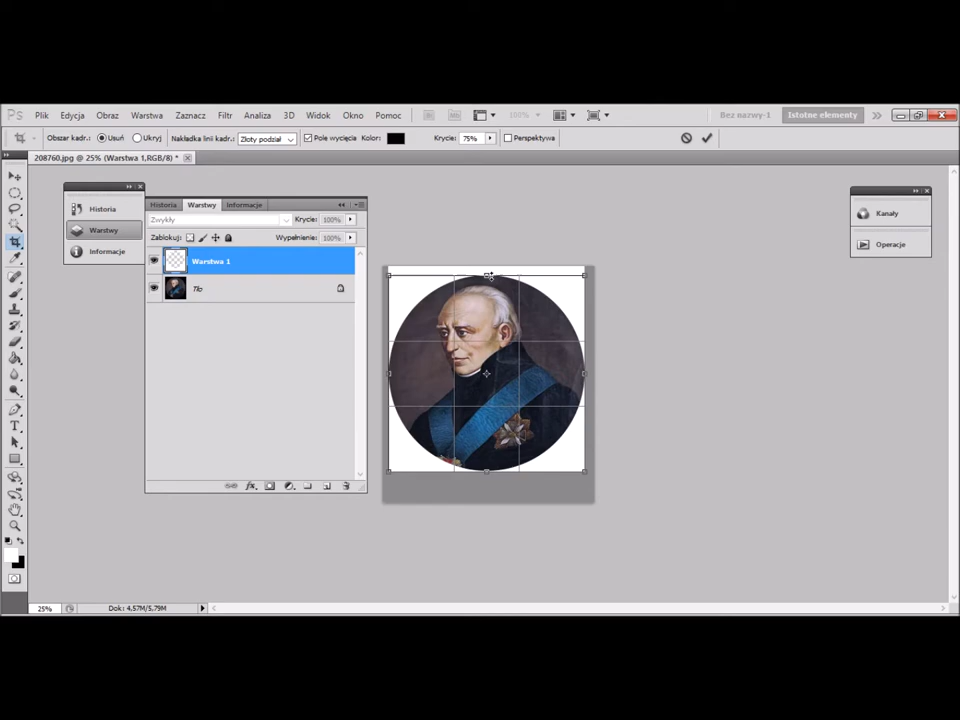 Ps Plik Edycja Obraz Warstwa Zaznacz Filtr Analiza 3D Widok Okno Pomoc 100% Bez nazwy-1 Istotne elementy
Obszar kadr.: Usuń Ukryj Nakładka linii kadr.: Złoty podział Pole wycięcia Kolor: Krycie: 75% Perspektywa
208760.jpg @ 25% (Warstwa 1,RGB/8) *
Historia
Warstwy
Informacje
Historia Warstwy Informacje
Zwykły Krycie: 100%
Zablokuj: Wypełnienie: 100%
Warstwa 1
Tło
Kanały
Operacje
25% Dok: 4,57M/5,79M